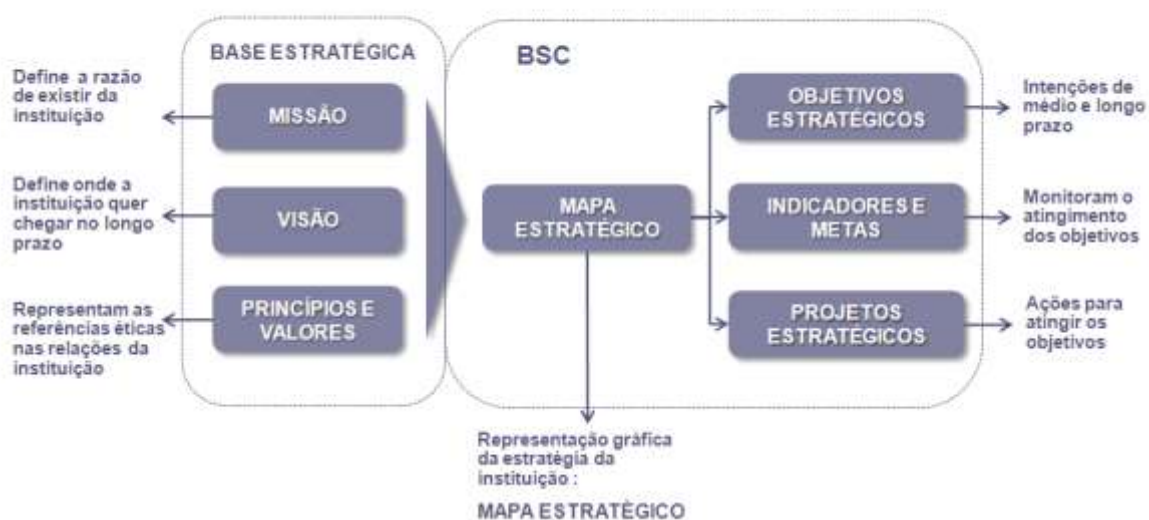 BASE ESTRATÉGICA
Define a razão
de existir da
instituição
MISSÃO
Define onde a
instituição quer
chegar no longo
prazo
VISÃO
Representam as
referências éticas
nas relações da
instituição
PRINCÍPIOS E
VALORES
BSC
MAPA
ESTRATÉGICO
OBJETIVOS
ESTRATÉGICOS
Intenções de
médio e longo
prazo
INDICADORES E
METAS
Monitoram o
atingimento
dos objetivos
PROJETOS
ESTRATÉGICOS
Ações para
atingir os
objetivos
Representação gráfica
da estratégia da
instituição :
MAPA ESTRATÉGICO